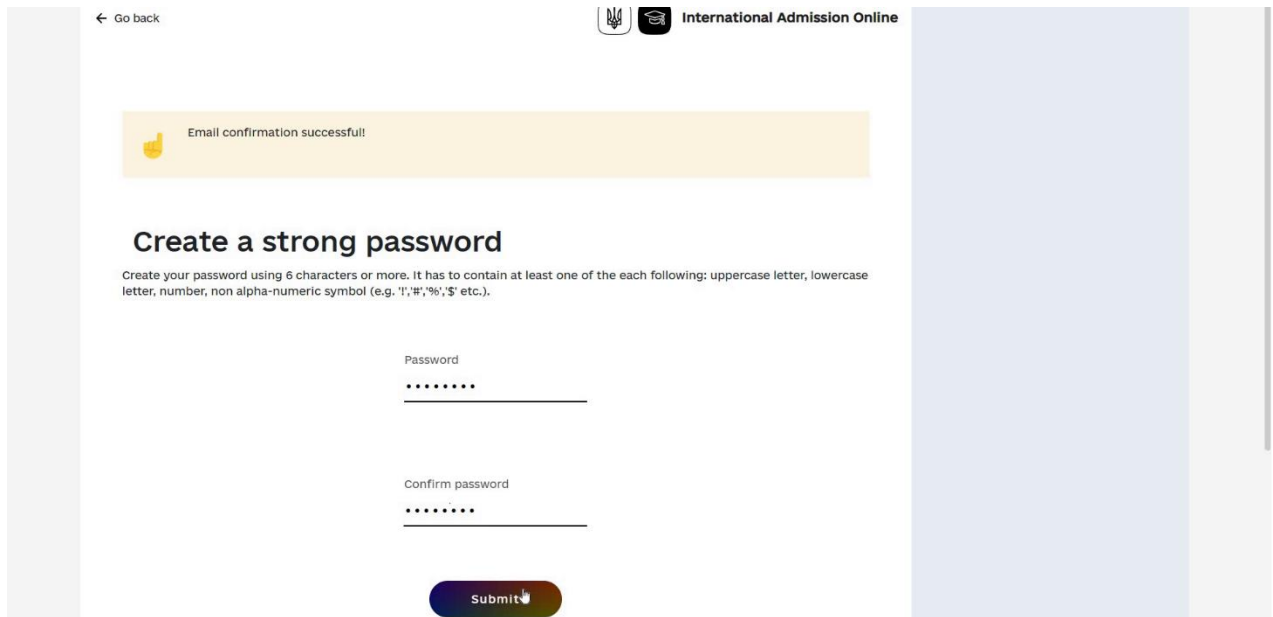 ← Go back
International Admission Online
Email confirmation successful!
Create a strong password
Create your password using 6 characters or more. It has to contain at least one of the each following: uppercase letter, lowercase
letter, number, non alpha-numeric symbol (e.g. '!','#','%','$' etc.).
Password
••••••••
Confirm password
••••••••
Submit